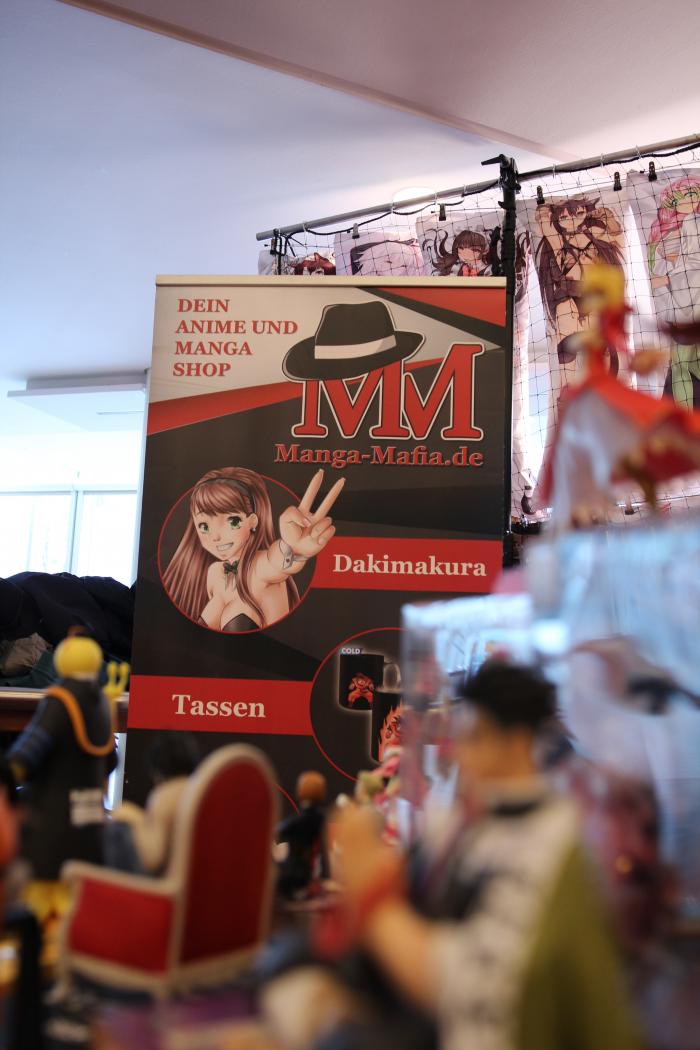 DEIN
ANIME UND
MANGA
SHOP
MM
Manga-Mafia.de
Dakimakura
COLD
Tassen